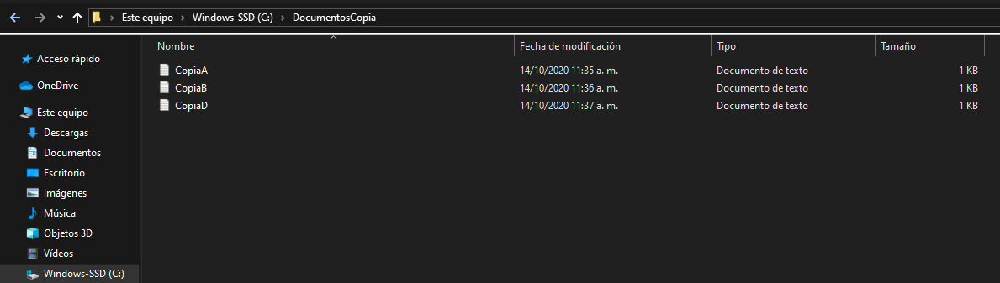 Este equipo Windows-SSD (C:) DocumentosCopia
Nombre Fecha de modificación Tipo Tamaño
Acceso rápido
OneDrive
Este equipo
Descargas
Documentos
Escritorio
Imágenes
Música
Objetos 3D
Vídeos
Windows-SSD (C:)
CopiaA 14/10/2020 11:35 a. m. Documento de texto 1 KB
CopiaB 14/10/2020 11:36 a. m. Documento de texto 1 KB
CopiaD 14/10/2020 11:37 a. m. Documento de texto 1 KB